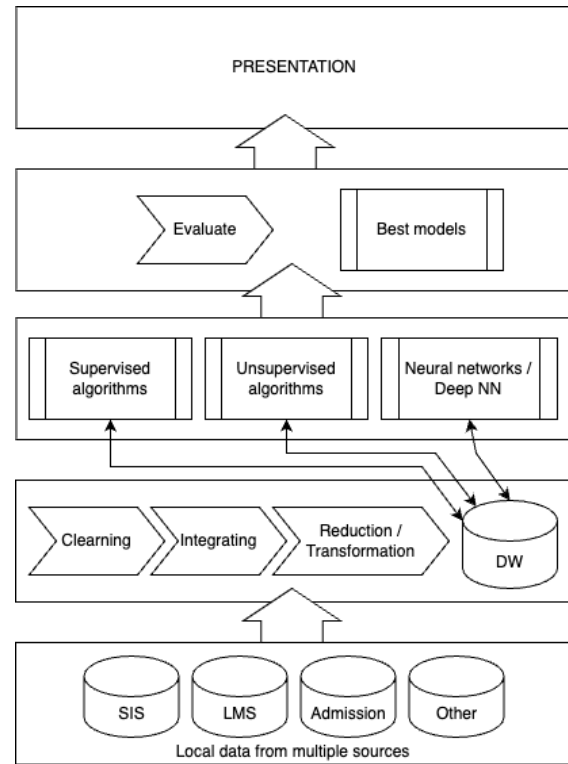 PRESENTATION
Evaluate
Best models
Supervised
algorithms
Unsupervised
algorithms
Neural networks /
Deep NN
Clearning
Integrating
Reduction /
Transformation
DW
SIS
LMS
Admission
Other
Local data from multiple sources